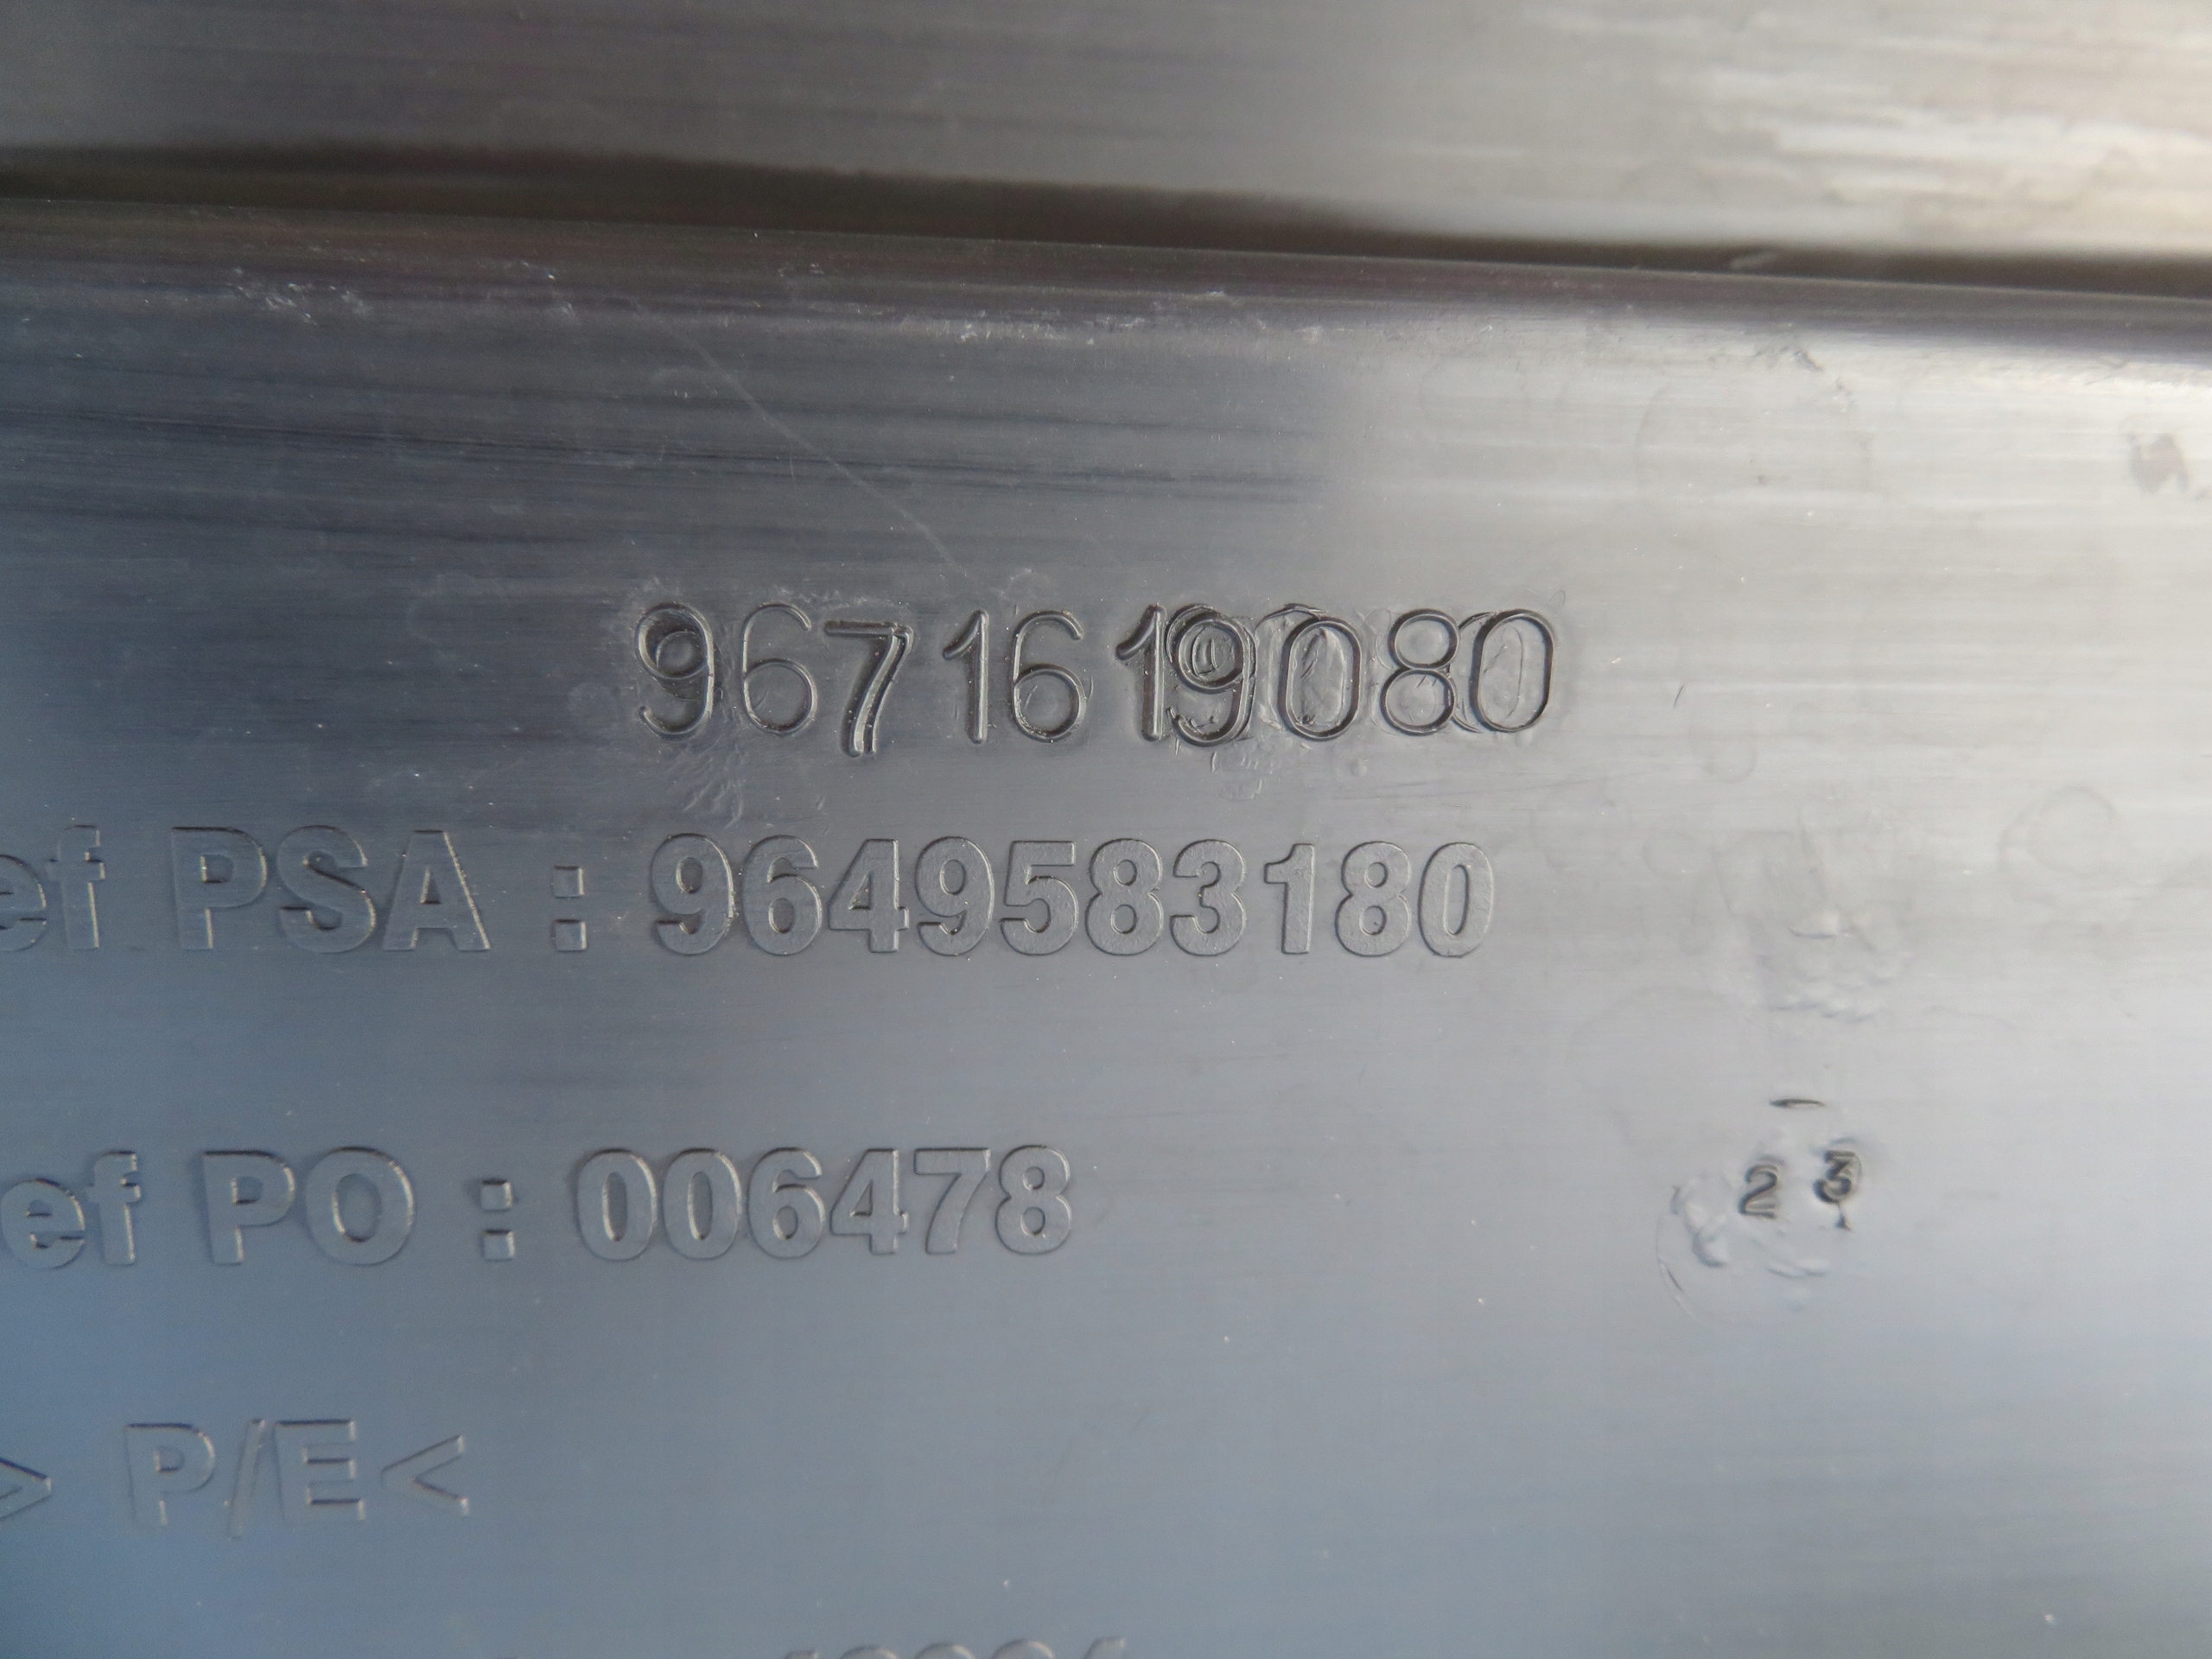 9671619080
ef PSA : 9649583180
ef PO : 006478
2 3
> P/E<